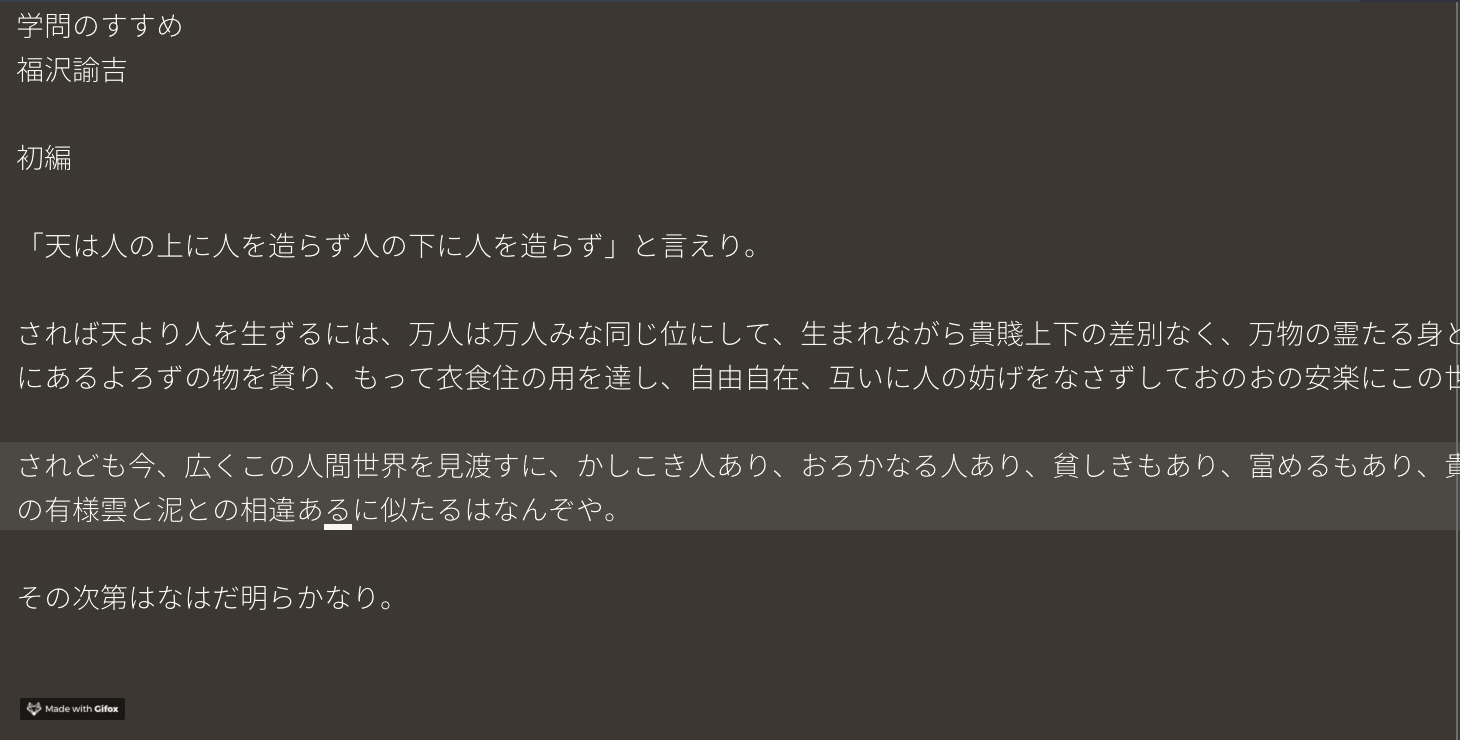 学問のすすめ
福沢諭吉
初編
「天は人の上に人を造らず人の下に人を造らず」と言えり。
されば天より人を生ずるには、万人は万人みな同じ位にして、生まれながら貴賤上下の差別なく、万物の霊たる身と
にあるよろずの物を資り、もって衣食住の用を達し、自由自在、互いに人の妨げをなさずしておのおの安楽にこの世
されども今、広くこの人間世界を見渡すに、かしこき人あり、おろかなる人あり、貧しきもあり、富めるもあり、貴
の有様雲と泥との相違あるに似たるはなんぞや。
その次第はなはだ明らかなり。
Made with Gifox